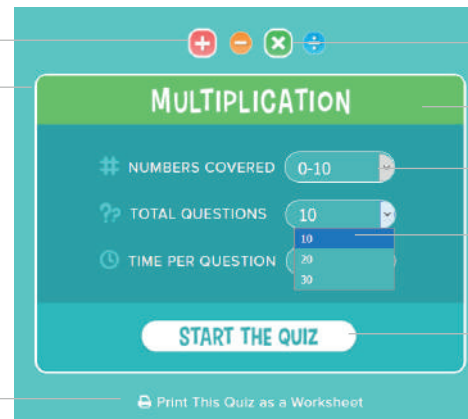 MULTIPLICATION
# NUMBERS COVERED 0-10
?? TOTAL QUESTIONS 10
10
TIME PER QUESTION
20
30
START THE QUIZ
Print This Quiz as a Worksheet